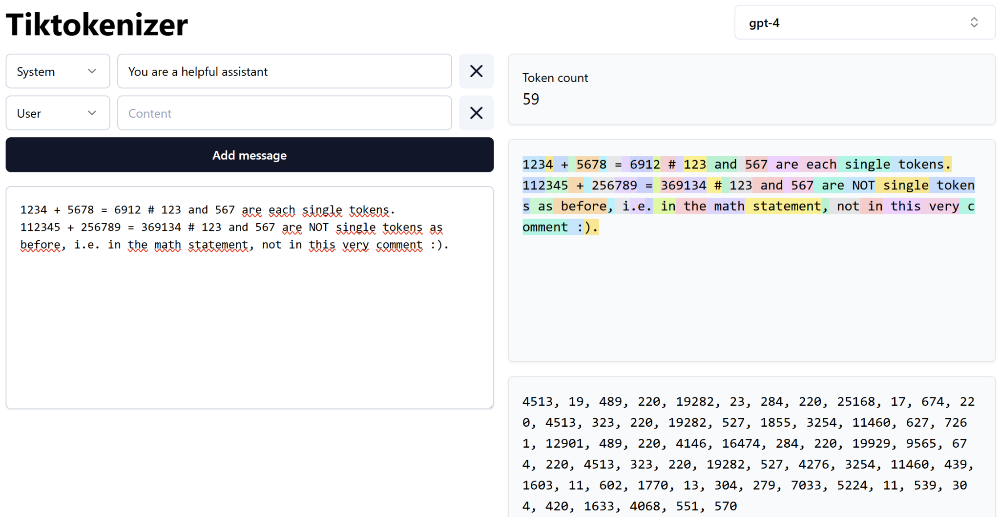 Tiktokenizer
gpt-4
System
You are a helpful assistant
User
Content
Add message
1234 + 5678 = 6912 # 123 and 567 are each single tokens.
112345 + 256789 = 369134 # 123 and 567 are NOT single tokens as
before, i.e. in the math statement, not in this very comment :).
Token count
59
1234 + 5678 = 6912 # 123 and 567 are each single tokens.
112345 + 256789 = 369134 # 123 and 567 are NOT single token
s as before, i.e. in the math statement, not in this very c
omment :).
4513, 19, 489, 220, 19282, 23, 284, 220, 25168, 17, 674, 22
0, 4513, 323, 220, 19282, 527, 1855, 3254, 11460, 627, 726
1, 12901, 489, 220, 4146, 16474, 284, 220, 19929, 9565, 67
4, 220, 4513, 323, 220, 19282, 527, 4276, 3254, 11460, 439,
1603, 11, 602, 1770, 13, 304, 279, 7033, 5224, 11, 539, 30
4, 420, 1633, 4068, 551, 570